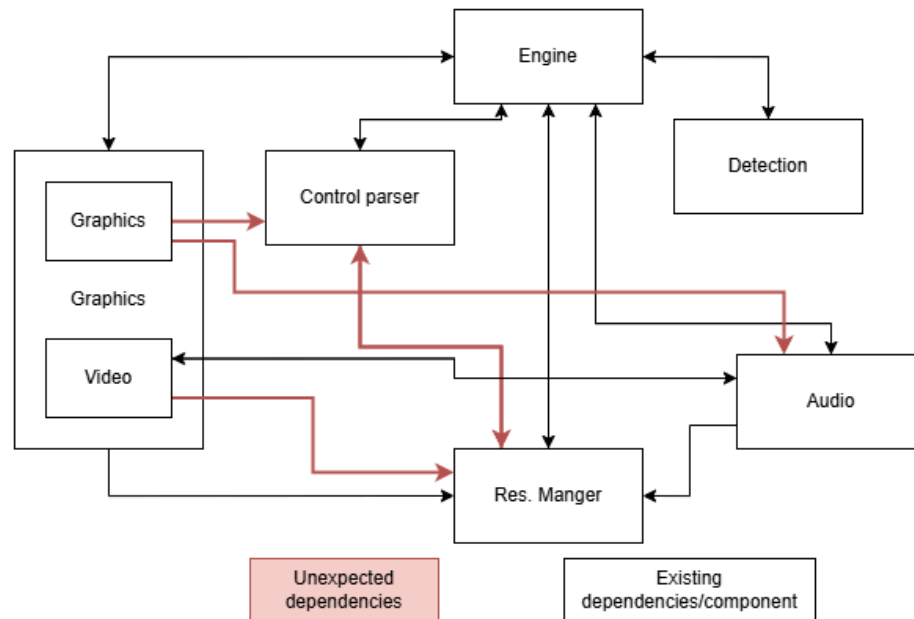 Engine
Detection
Control parser
Graphics
Graphics
Video
Audio
Res. Manger
Unexpected
dependencies
Existing
dependencies/component